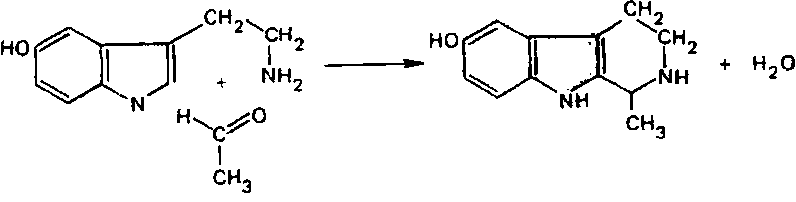 HO CH2 CH2 NH2 N
+
H O CH3
HO CH2 CH2 NH NH CH3
+ H2O